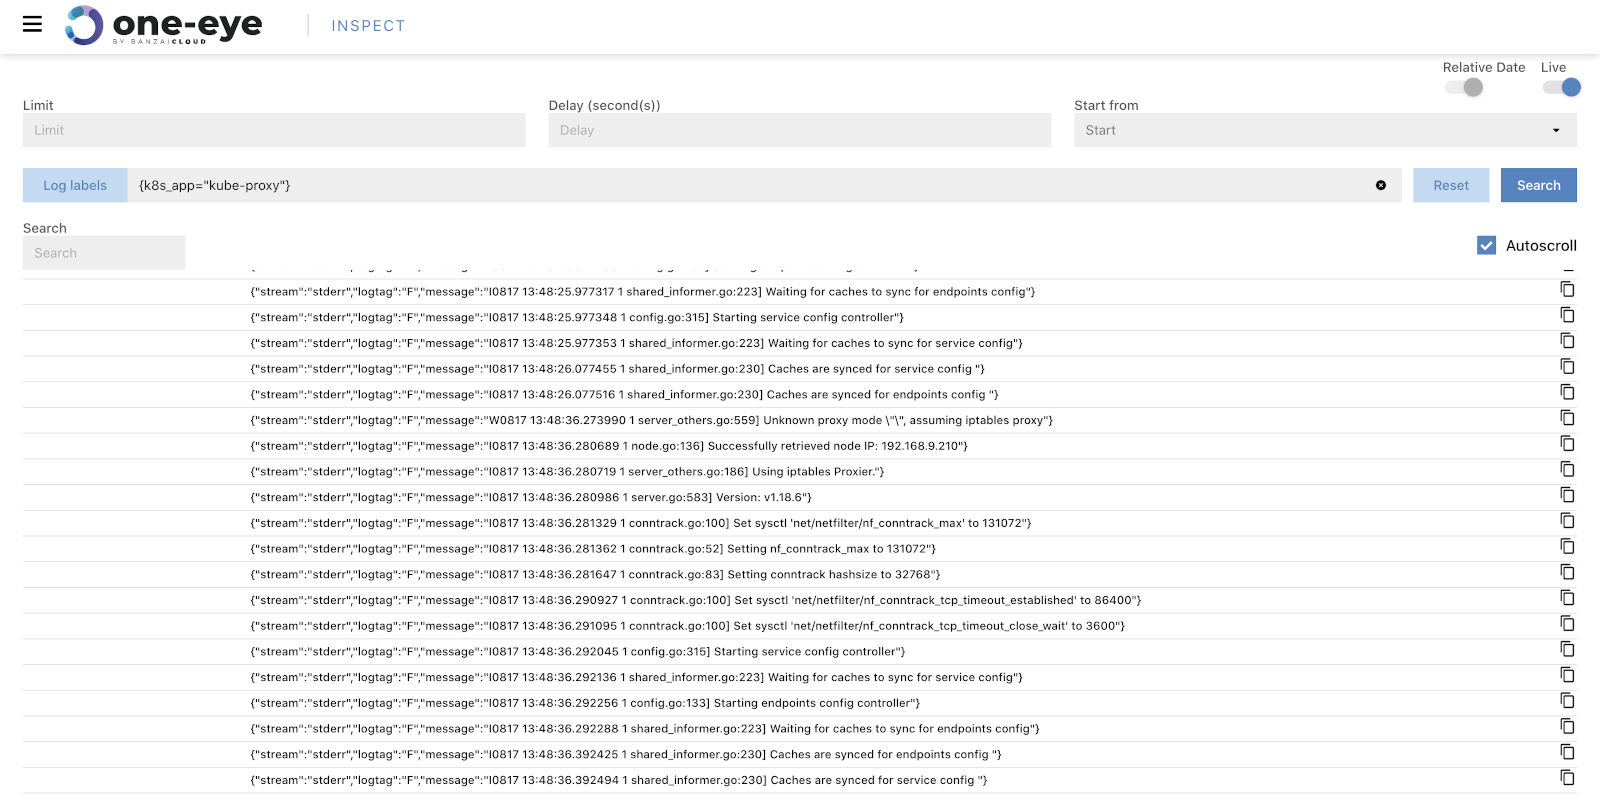 one-eye
BY BANZAICLOUD
INSPECT
Relative Date Live
Limit Delay (second(s)) Start from
Limit Delay Start
Log labels {k8s_app="kube-proxy"} Reset Search
Search
Search
Autoscroll
{"stream":"stderr","logtag":"F","message":"I0817 13:48:25.977317 1 shared_informer.go:223] Waiting for caches to sync for endpoints config"}
{"stream":"stderr","logtag":"F","message":"I0817 13:48:25.977348 1 config.go:315] Starting service config controller"}
{"stream":"stderr","logtag":"F","message":"I0817 13:48:25.977353 1 shared_informer.go:223] Waiting for caches to sync for service config"}
{"stream":"stderr","logtag":"F","message":"I0817 13:48:26.077455 1 shared_informer.go:230] Caches are synced for service config "}
{"stream":"stderr","logtag":"F","message":"I0817 13:48:26.077516 1 shared_informer.go:230] Caches are synced for endpoints config "}
{"stream":"stderr","logtag":"F","message":"W0817 13:48:36.273990 1 server_others.go:559] Unknown proxy mode \"\", assuming iptables proxy"}
{"stream":"stderr","logtag":"F","message":"I0817 13:48:36.280689 1 node.go:136] Successfully retrieved node IP: 192.168.9.210"}
{"stream":"stderr","logtag":"F","message":"I0817 13:48:36.280719 1 server_others.go:186] Using iptables Proxier."}
{"stream":"stderr","logtag":"F","message":"I0817 13:48:36.280986 1 server.go:583] Version: v1.18.6"}
{"stream":"stderr","logtag":"F","message":"I0817 13:48:36.281329 1 conntrack.go:100] Set sysctl 'net/netfilter/nf_conntrack_max' to 131072"}
{"stream":"stderr","logtag":"F","message":"I0817 13:48:36.281362 1 conntrack.go:52] Setting nf_conntrack_max to 131072"}
{"stream":"stderr","logtag":"F","message":"I0817 13:48:36.281647 1 conntrack.go:83] Setting conntrack hashsize to 32768"}
{"stream":"stderr","logtag":"F","message":"I0817 13:48:36.290927 1 conntrack.go:100] Set sysctl 'net/netfilter/nf_conntrack_tcp_timeout_established' to 86400"}
{"stream":"stderr","logtag":"F","message":"I0817 13:48:36.291095 1 conntrack.go:100] Set sysctl 'net/netfilter/nf_conntrack_tcp_timeout_close_wait' to 3600"}
{"stream":"stderr","logtag":"F","message":"I0817 13:48:36.292045 1 config.go:315] Starting service config controller"}
{"stream":"stderr","logtag":"F","message":"I0817 13:48:36.292136 1 shared_informer.go:223] Waiting for caches to sync for service config"}
{"stream":"stderr","logtag":"F","message":"I0817 13:48:36.292256 1 config.go:133] Starting endpoints config controller"}
{"stream":"stderr","logtag":"F","message":"I0817 13:48:36.292288 1 shared_informer.go:223] Waiting for caches to sync for endpoints config"}
{"stream":"stderr","logtag":"F","message":"I0817 13:48:36.392425 1 shared_informer.go:230] Caches are synced for endpoints config "}
{"stream":"stderr","logtag":"F","message":"I0817 13:48:36.392494 1 shared_informer.go:230] Caches are synced for service config "}